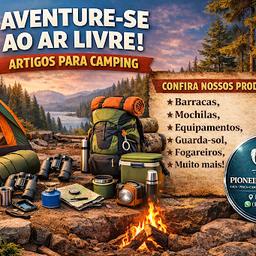 AVENTURE-SE
AO AR LIVRE!
ARTIGOS PARA CAMPING
CONFIRA NOSSOS PROD
★ Barracas,
★ Mochilas,
★ Equipamentos,
★ Guarda-sol,
★ Fogareiros,
★ Muito mais!
PIONEI